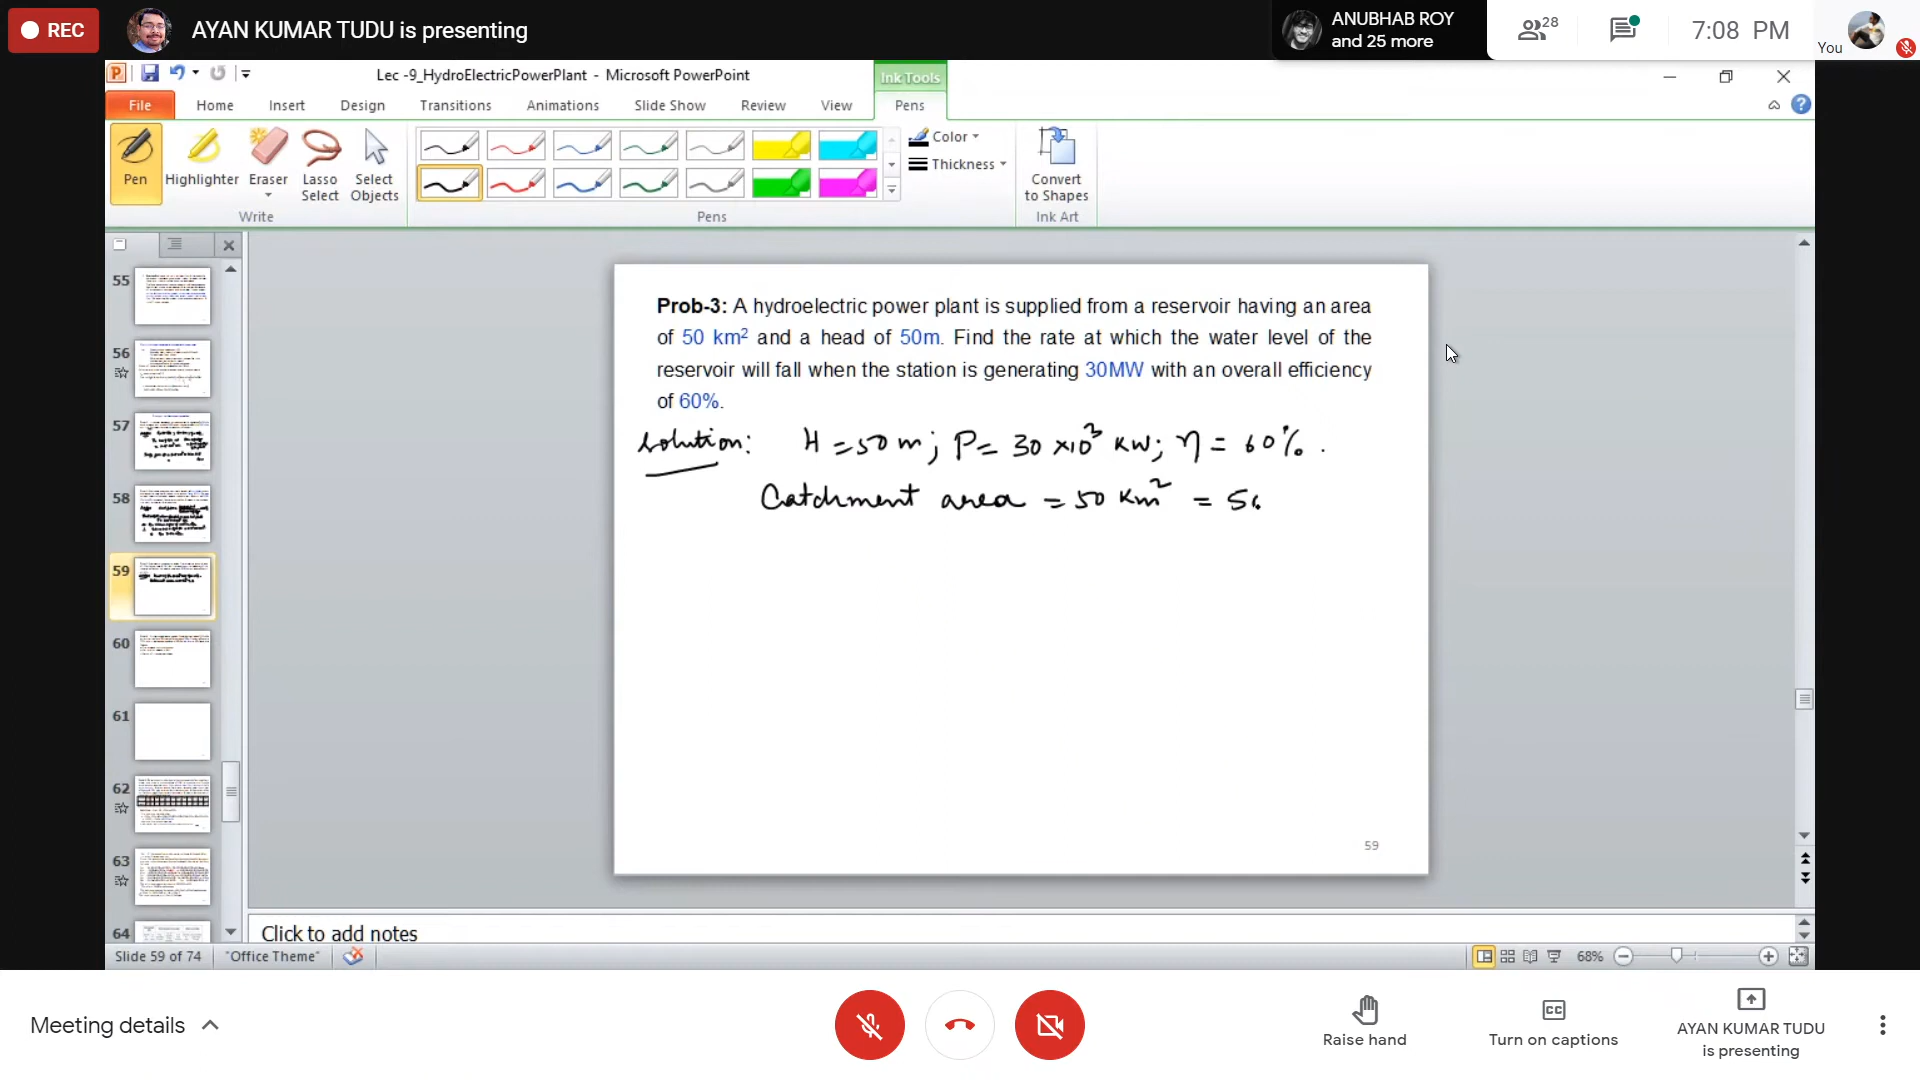 REC
AYAN KUMAR TUDU is presenting
ANUBHAB ROY
and 25 more
28
7:08 PM
You
Lec -9_HydroElectricPowerPlant - Microsoft PowerPoint
Ink Tools
File
Home
Insert
Design
Transitions
Animations
Slide Show
Review
View
Pens
Pen
Highlighter
Eraser
Lasso
Select
Select
Objects
Color
Thickness
Convert
to Shapes
Write
Pens
Ink Art
55
56
57
58
59
60
61
62
63
64
Prob-3: A hydroelectric power plant is supplied from a reservoir having an area
of 50 km² and a head of 50m. Find the rate at which the water level of the
reservoir will fall when the station is generating 30MW with an overall efficiency
of 60%.
Solution: H = 50 m; P = 30 ×10³ KW; η = 60%.
Catchment area = 50 Km² = 50
59
Click to add notes
Slide 59 of 74
"Office Theme"
68%
Meeting details
Raise hand
Turn on captions
AYAN KUMAR TUDU
is presenting